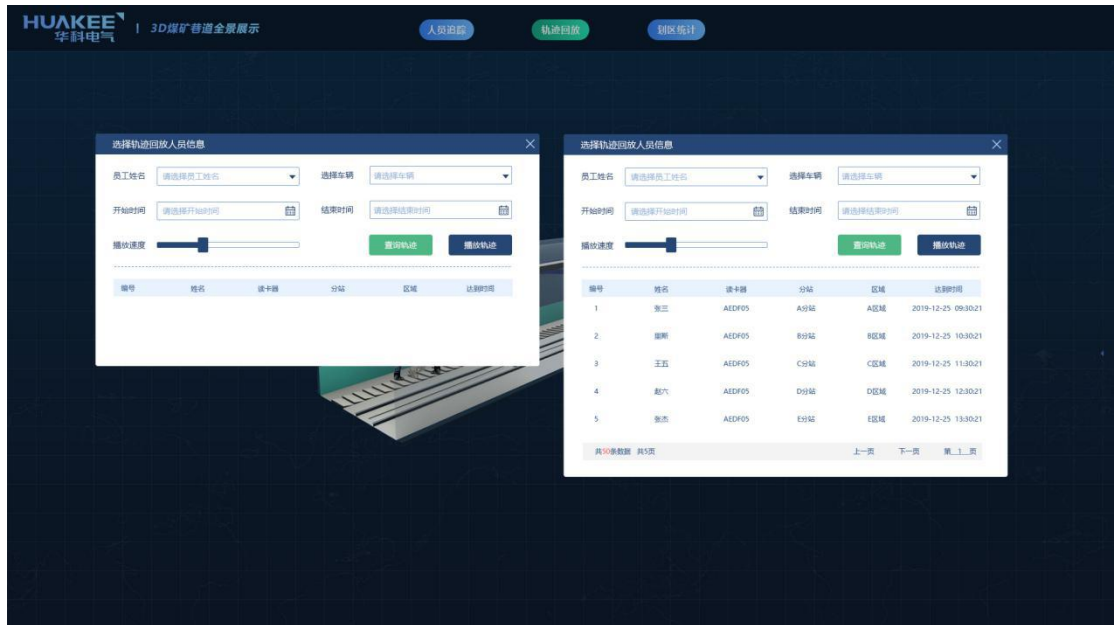 HUAKEE
华科电气
3D煤矿巷道全景展示
人员追踪
轨迹回放
划区统计
选择轨迹回放人员信息
员工姓名 请选择员工姓名 选择车辆 请选择车辆
开始时间 请选择开始时间 结束时间 请选择结束时间
播放速度 查询轨迹 播放轨迹
编号 姓名 读卡器 分站 区域 达到时间
选择轨迹回放人员信息
员工姓名 请选择员工姓名 选择车辆 请选择车辆
开始时间 请选择开始时间 结束时间 请选择结束时间
播放速度 查询轨迹 播放轨迹
编号 姓名 读卡器 分站 区域 达到时间
1 张三 AEDF05 A分站 A区域 2019-12-25 09:30:21
2 AEDF05 B分站 B区域 2019-12-25 10:30:21
3 王五 AEDF05 C分站 C区域 2019-12-25 11:30:21
4 赵六 AEDF05 D分站 D区域 2019-12-25 12:30:21
5 张杰 AEDF05 E分站 E区域 2019-12-25 13:30:21
共50条数据 共5页 上一页 下一页 第__1__页